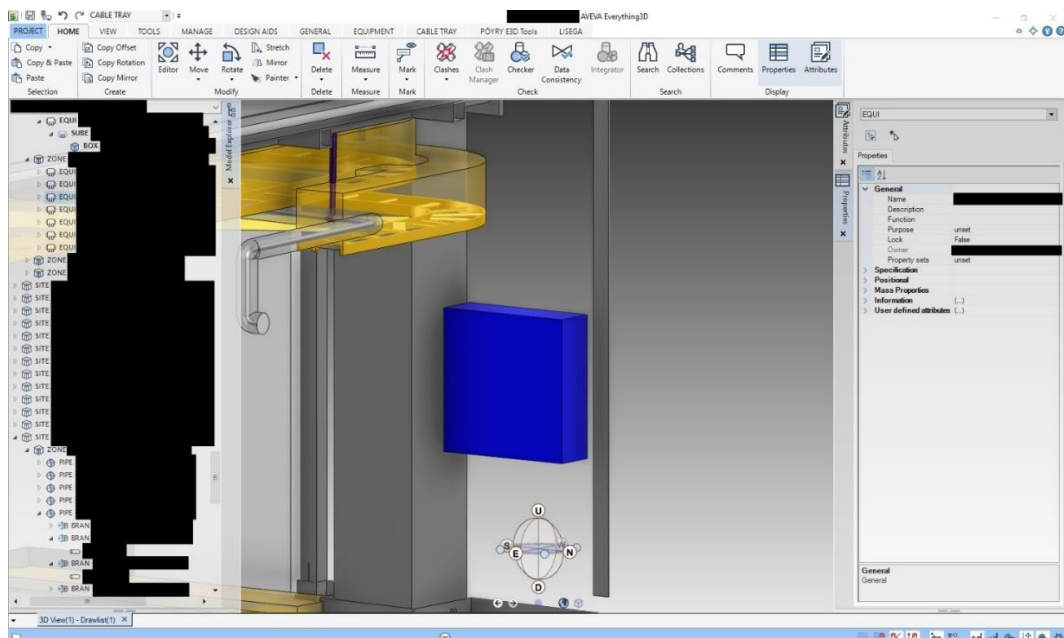 CABLE TRAY
AVEVA Everything3D
PROJECT HOME VIEW TOOLS MANAGE DESIGN AIDS GENERAL EQUIPMENT CABLE TRAY PÖYRY E3D Tools LISEGA
Copy
Copy & Paste
Paste
Selection
Copy Offset
Copy Rotation
Copy Mirror
Create
Editor
Move
Rotate
Stretch
Mirror
Painter
Modify
Delete
Delete
Measure
Measure
Mark
Mark
Clashes
Clash Manager
Checker
Data Consistency
Integrator
Check
Search
Collections
Search
Comments
Properties
Attributes
Display
EQUI
SUBE
BOX
ZONE
EQUI
EQUI
EQUI
EQUI
EQUI
EQUI
EQUI
ZONE
ZONE
SITE
SITE
SITE
SITE
SITE
SITE
SITE
SITE
SITE
SITE
SITE
SITE
SITE
ZONE
PIPE
PIPE
PIPE
PIPE
PIPE
BRAN
BRAN
BRAN
BRAN
Model Explorer
U
S
E
W
N
D
Attributes
Properties
EQUI
Properties
General
Name
Description
Function
Purpose unset
Lock False
Owner
Property sets unset
Specification
Positional
Mass Properties
Information (...)
User defined attributes (...)
General
General
3D View(1) - Drawlist(1)